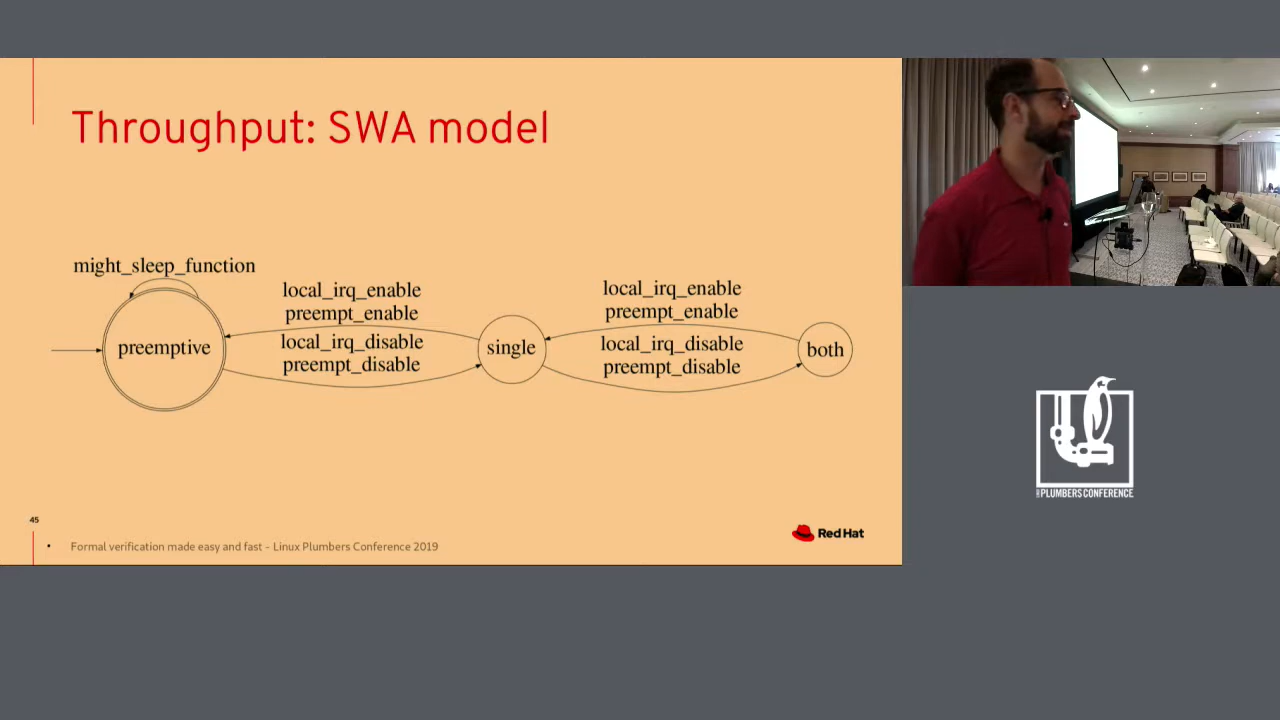 Throughput: SWA model
might_sleep_function
local_irq_enable
preempt_enable
local_irq_disable
preempt_disable
local_irq_enable
preempt_enable
local_irq_disable
preempt_disable
preemptive
single
both
45
• Formal verification made easy and fast - Linux Plumbers Conference 2019
Red Hat
PLUMBERS CONFERENCE